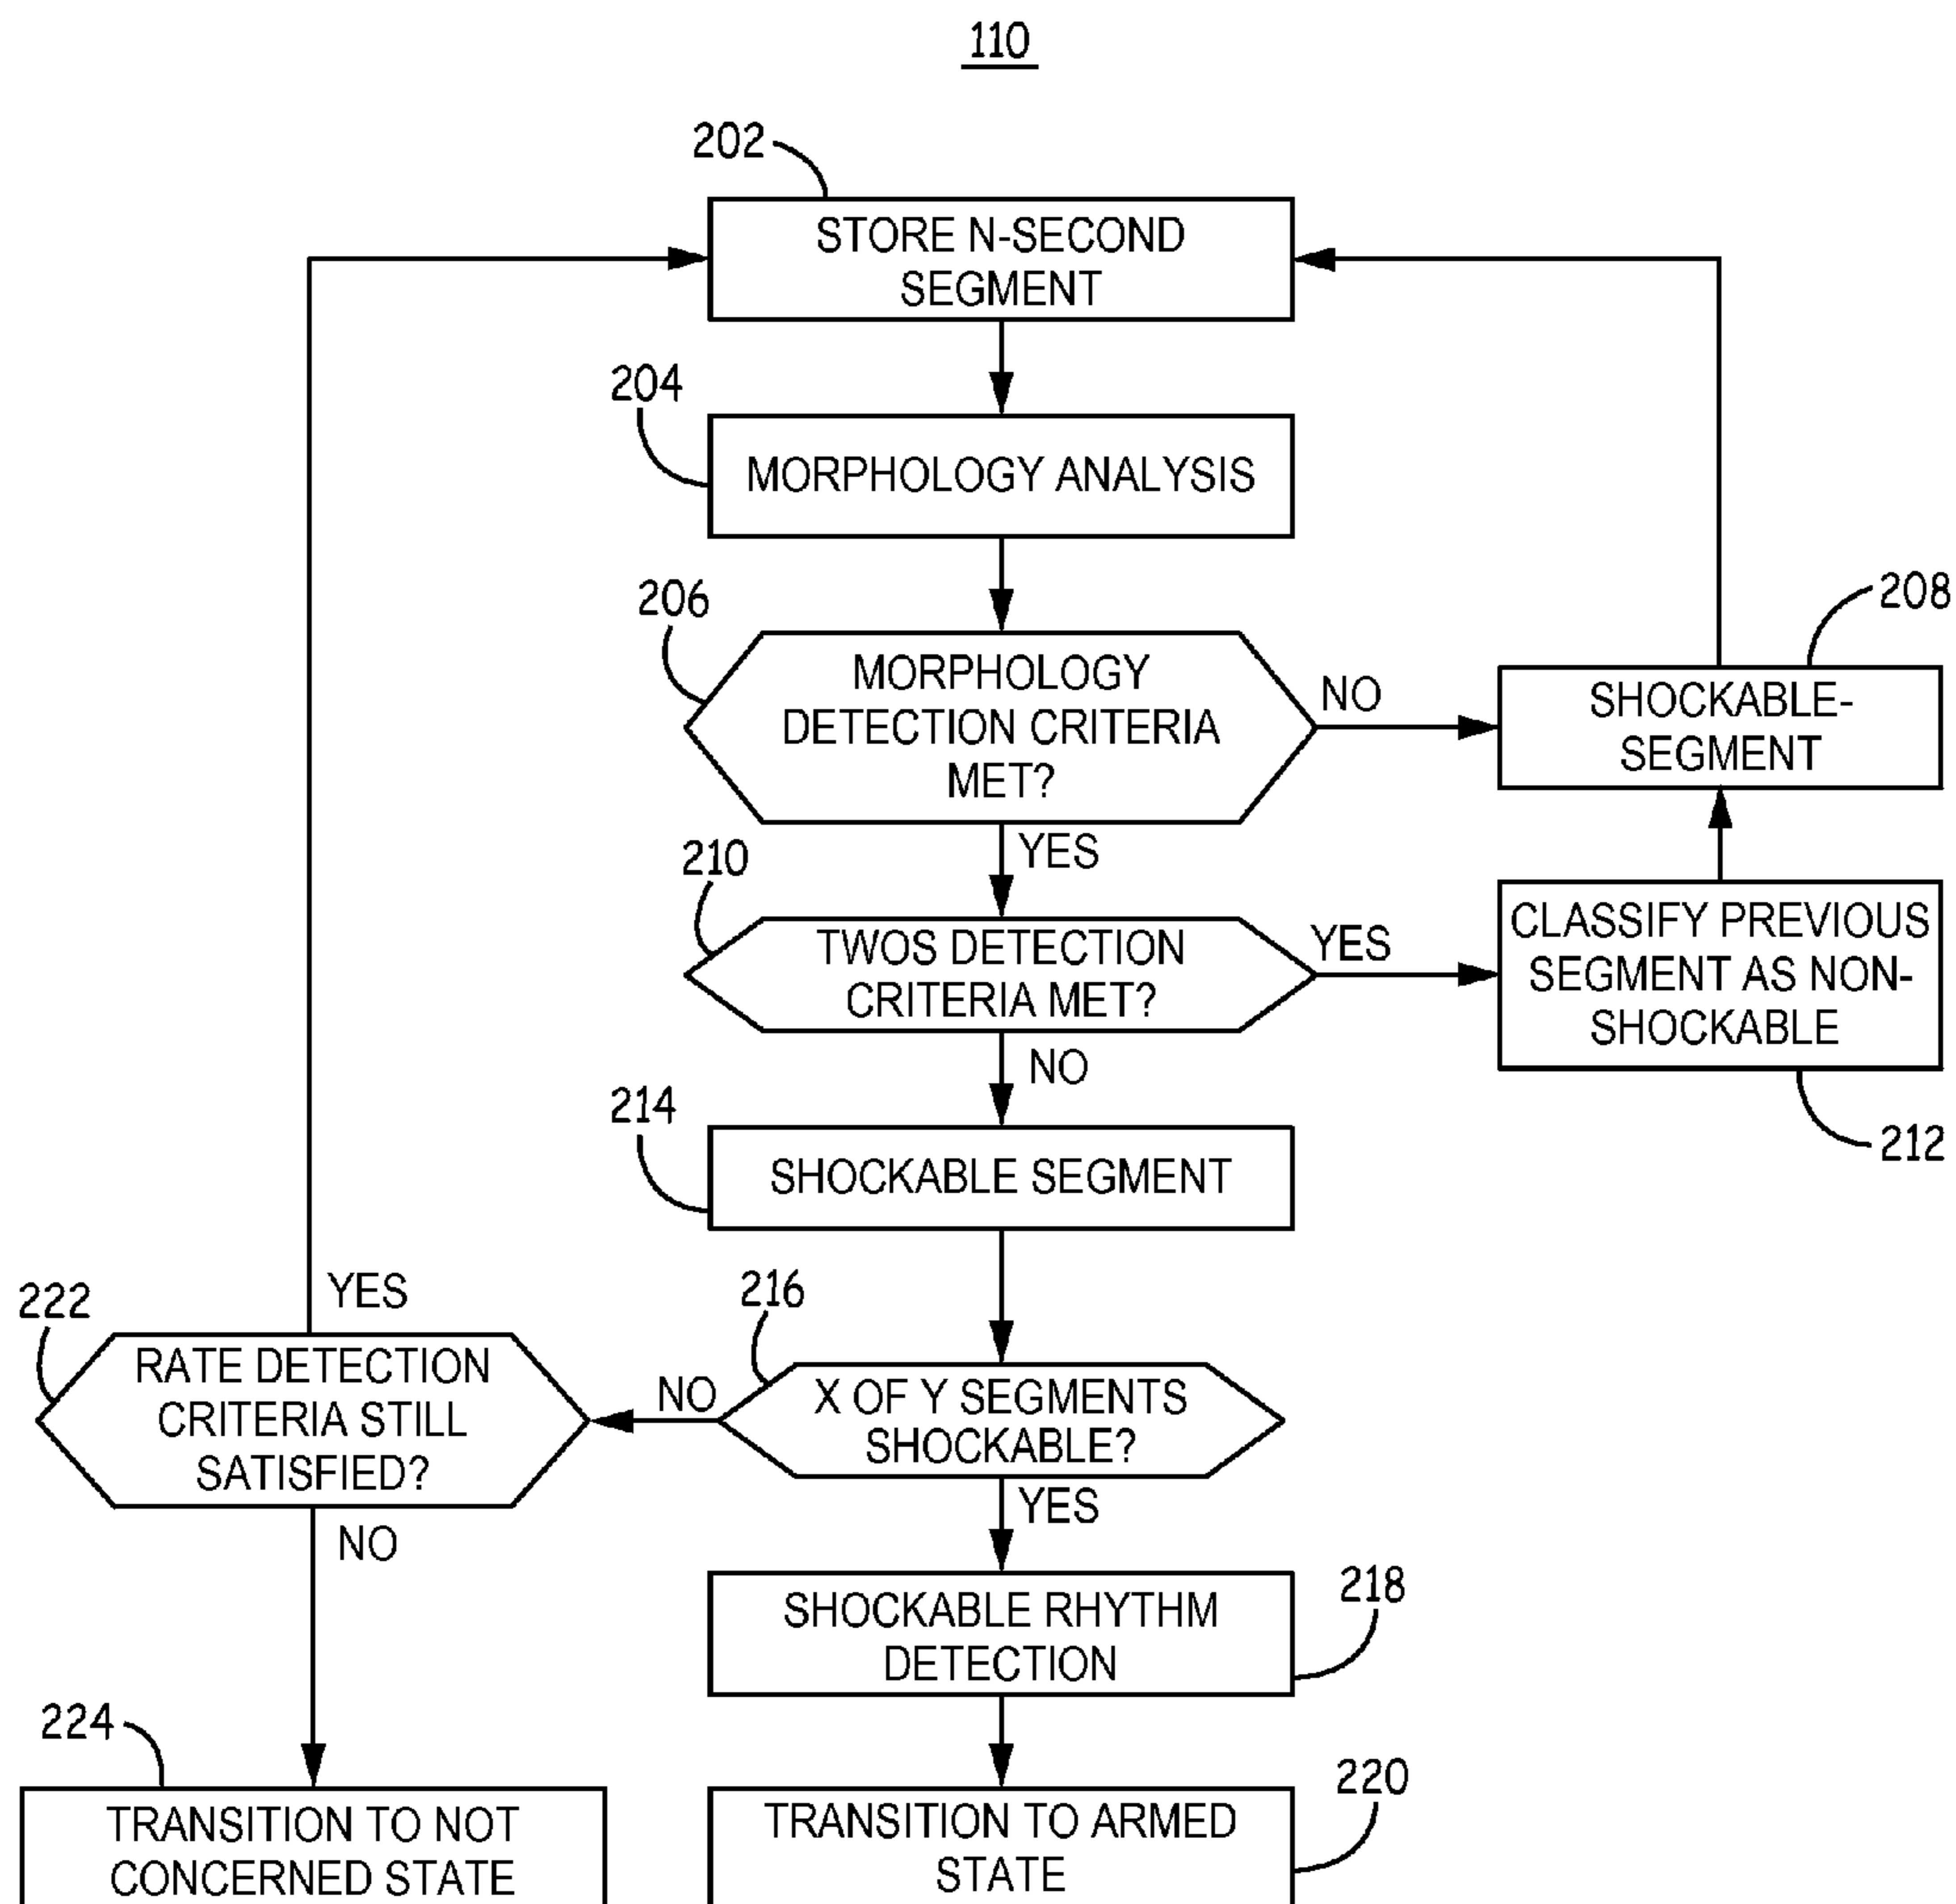 110
202
STORE N-SECOND
SEGMENT
204
MORPHOLOGY ANALYSIS
206
MORPHOLOGY
DETECTION CRITERIA
MET?
NO
208
SHOCKABLE-
SEGMENT
YES
210
TWOS DETECTION
CRITERIA MET?
YES
CLASSIFY PREVIOUS
SEGMENT AS NON-
SHOCKABLE
212
NO
214
SHOCKABLE SEGMENT
216
X OF Y SEGMENTS
SHOCKABLE?
NO
222
YES
RATE DETECTION
CRITERIA STILL
SATISFIED?
NO
YES
218
SHOCKABLE RHYTHM
DETECTION
224
TRANSITION TO NOT
CONCERNED STATE
220
TRANSITION TO ARMED
STATE